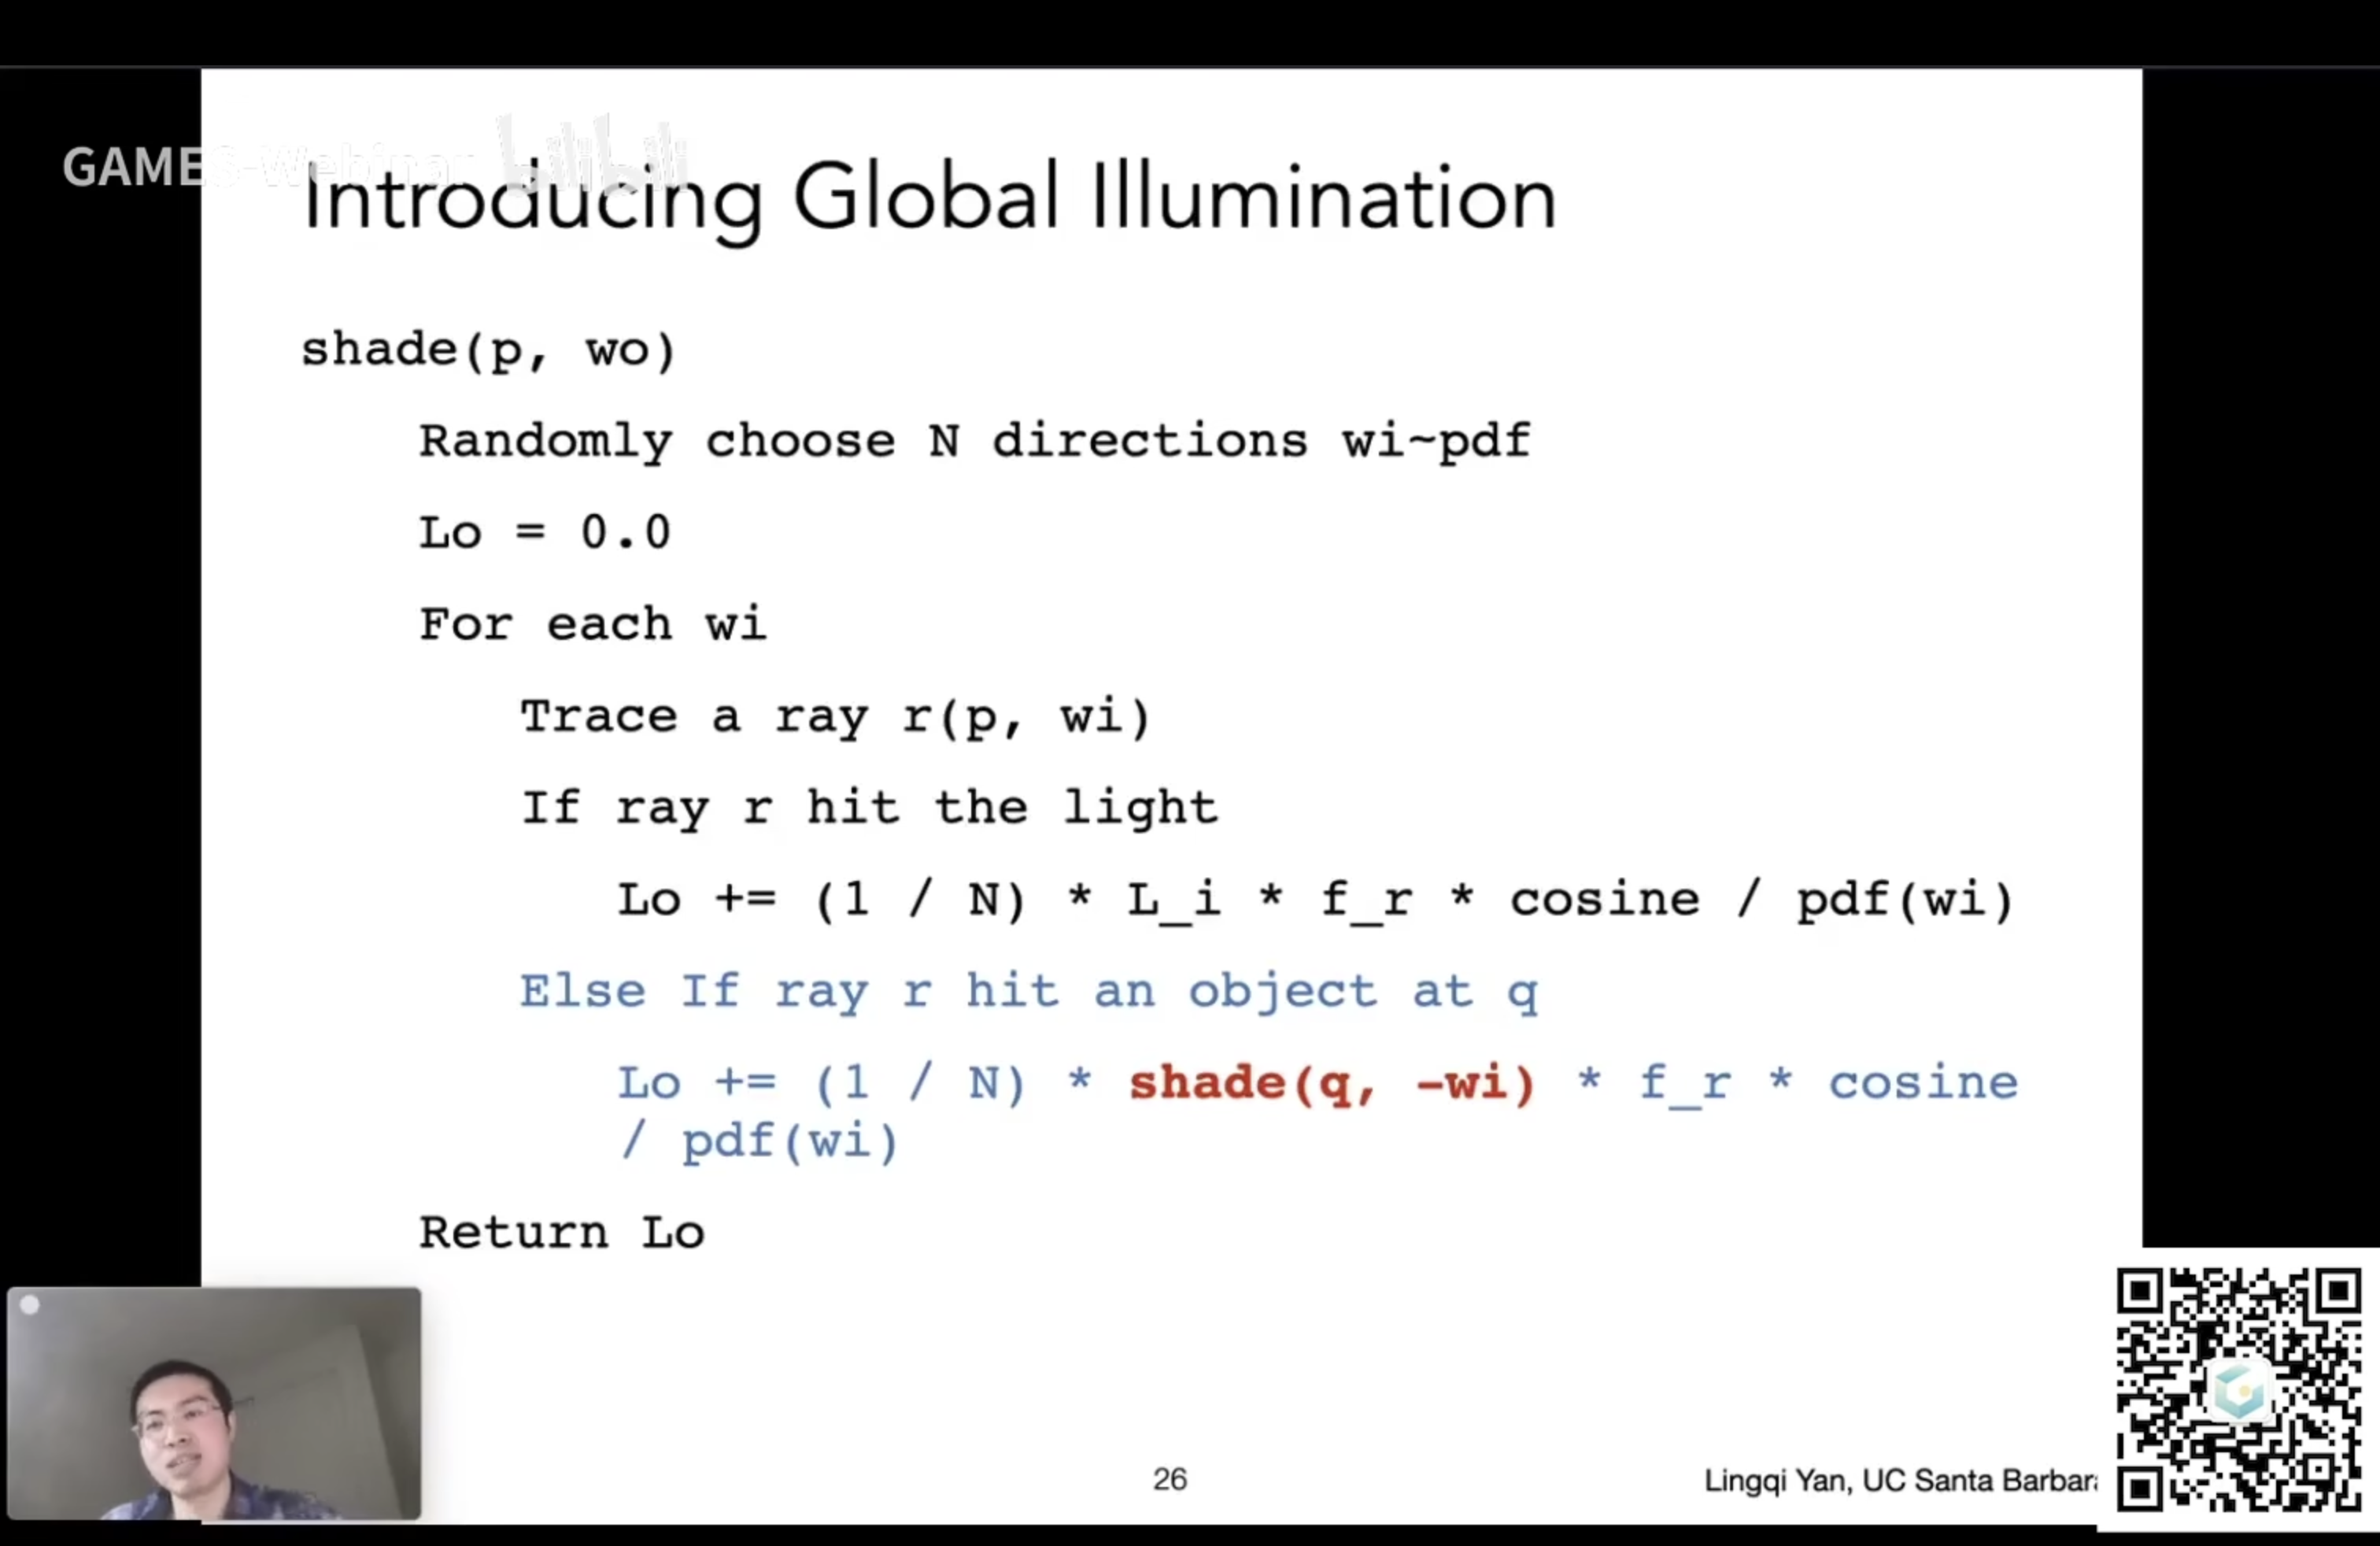 GAMES-Webinar bilibili
Introducing Global Illumination
shade(p, wo)
Randomly choose N directions wi~pdf
Lo = 0.0
For each wi
Trace a ray r(p, wi)
If ray r hit the light
Lo += (1 / N) * L_i * f_r * cosine / pdf(wi)
Else If ray r hit an object at q
Lo += (1 / N) * shade(q, -wi) * f_r * cosine
/ pdf(wi)
Return Lo
26
Lingqi Yan, UC Santa Barbara